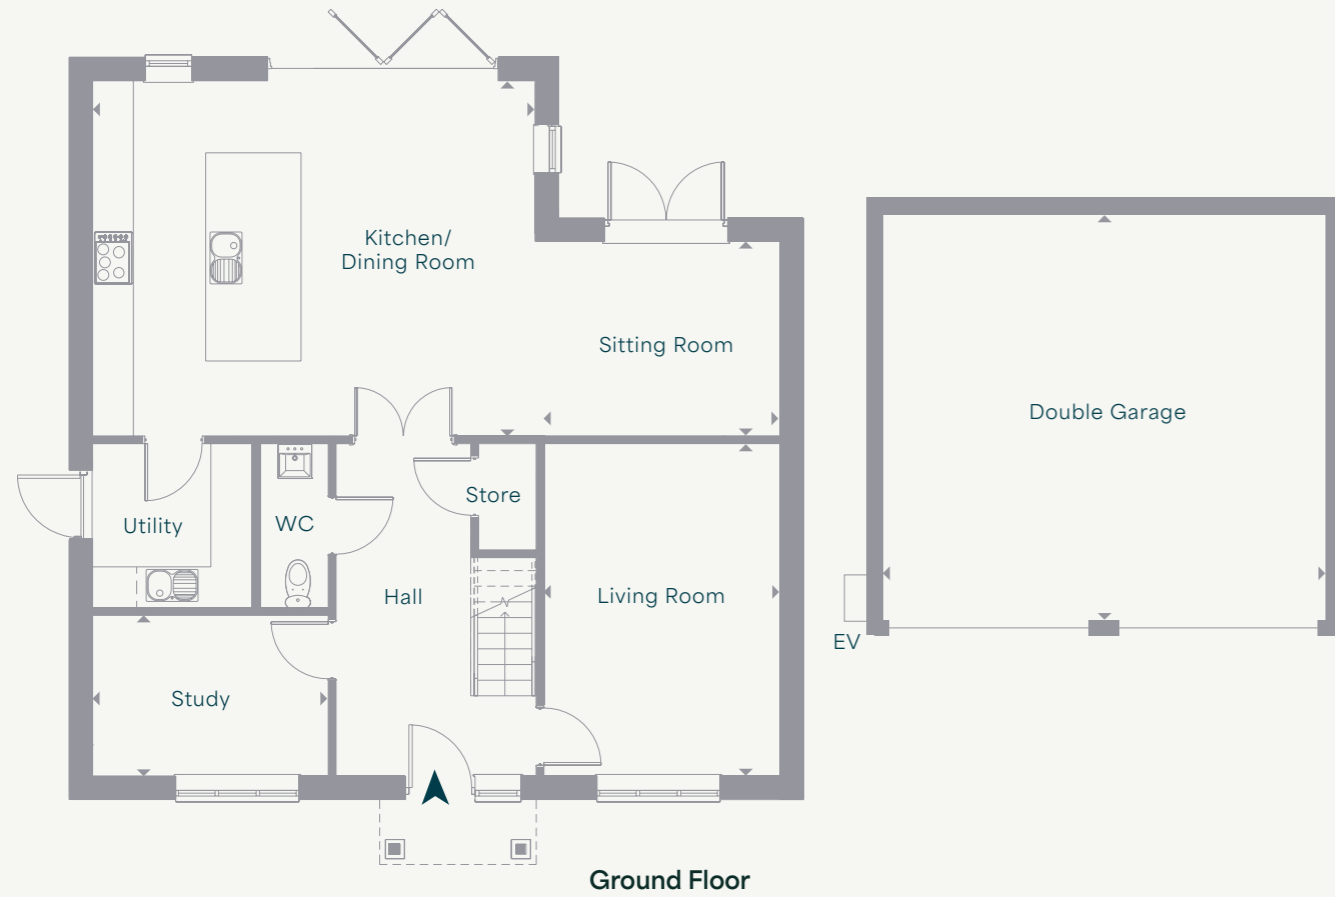 Kitchen/
Dining Room
Sitting Room
Double Garage
Store
Utility
WC
Hall
Living Room
EV
Study
Ground Floor